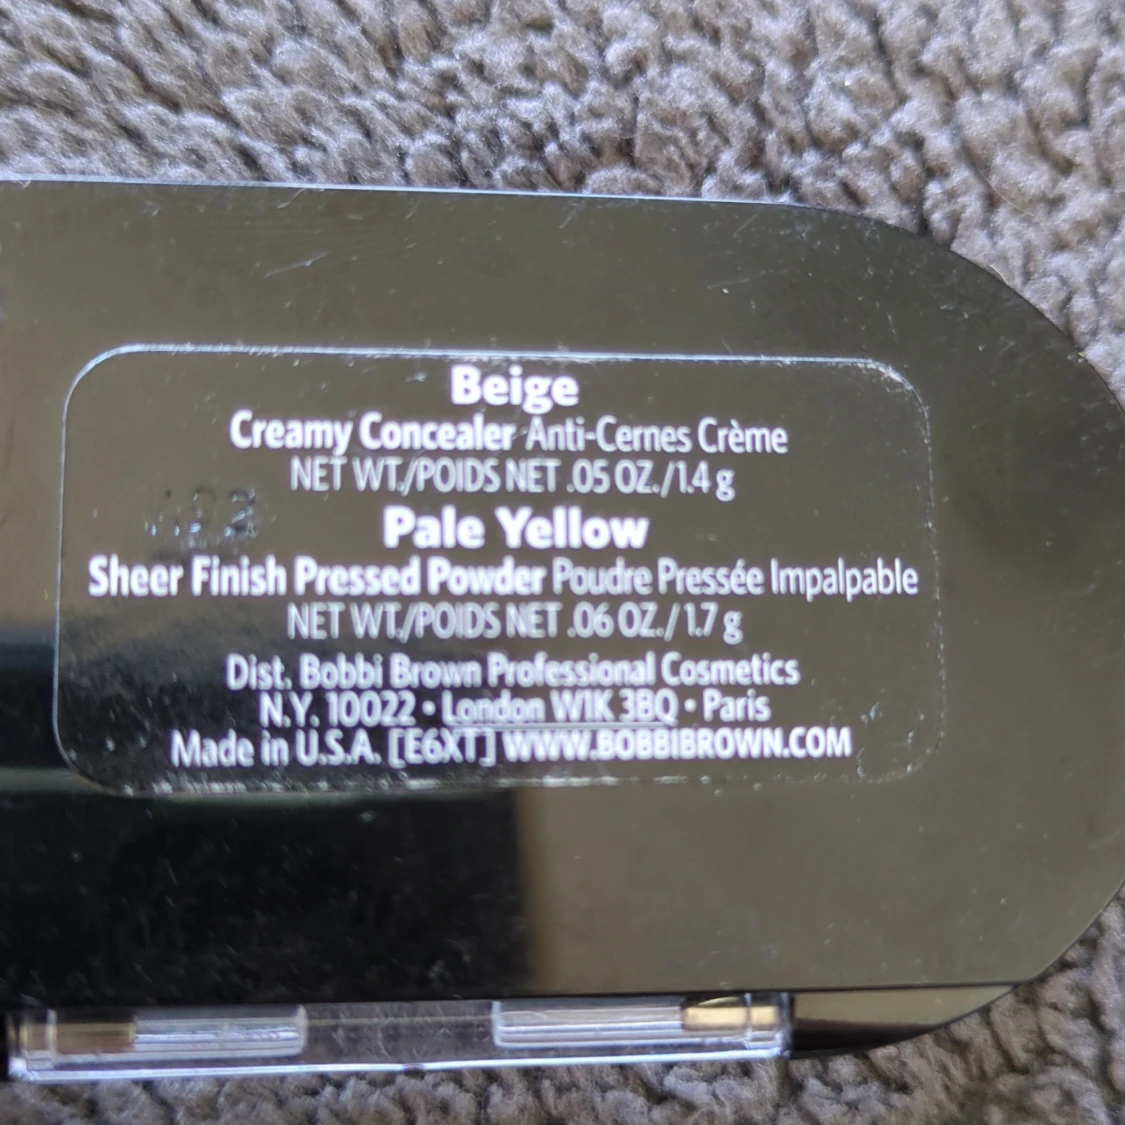 Beige
Creamy Concealer Anti-Cernes Crème
NET WT./POIDS NET .05 OZ./1.4 g
Pale Yellow
Sheer Finish Pressed Powder Poudre Pressée Impalpable
NET WT./POIDS NET .06 OZ./1.7 g
Dist. Bobbi Brown Professional Cosmetics
N.Y. 10022 • London W1K 3BQ • Paris
Made in U.S.A. [E6XT] WWW.BOBBIBROWN.COM